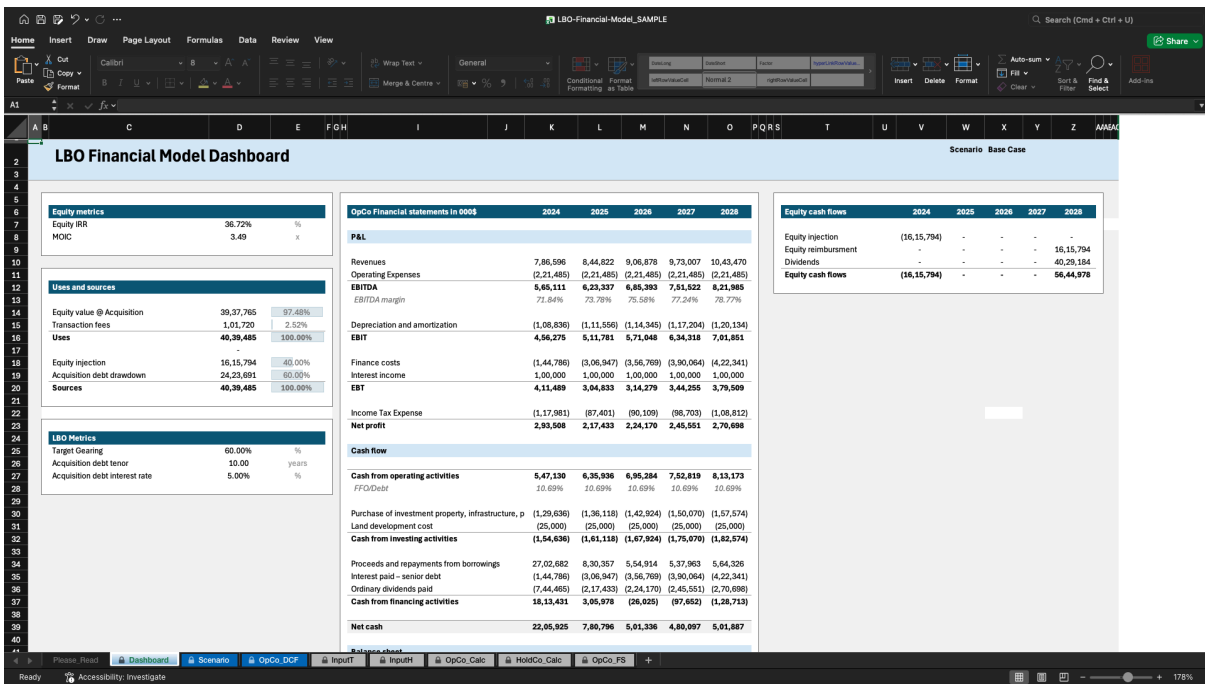 LBO-Financial-Model_SAMPLE
Search (Cmd + Ctrl + U)
Home Insert Draw Page Layout Formulas Data Review View
Share
Paste
Cut
Copy
Format
Calibri 8
Wrap Text
Merge & Centre
General
Conditional Formatting
Format as Table
Normal 2
Insert Delete Format
Auto-sum
Fill
Clear
Sort & Filter
Find & Select
Add-ins
A1 fx
A B C D E F G H I J K L M N O P Q R S T U V W X Y Z
LBO Financial Model Dashboard
Scenario Base Case
Equity metrics
Equity IRR 36.72% %
MOIC 3.49 x
Uses and sources
Equity value @ Acquisition 39,37,765 97.48%
Transaction fees 1,01,720 2.52%
Uses 40,39,485 100.00%
-
Equity injection 16,15,794 40.00%
Acquisition debt drawdown 24,23,691 60.00%
Sources 40,39,485 100.00%
LBO Metrics
Target Gearing 60.00% %
Acquisition debt tenor 10.00 years
Acquisition debt interest rate 5.00% %
OpCo Financial statements in 000$ 2024 2025 2026 2027 2028
P&L
Revenues 7,86,596 8,44,822 9,06,878 9,73,007 10,43,470
Operating Expenses (2,21,485) (2,21,485) (2,21,485) (2,21,485) (2,21,485)
EBITDA 5,65,111 6,23,337 6,85,393 7,51,522 8,21,985
EBITDA margin 71.84% 73.78% 75.58% 77.24% 78.77%
Depreciation and amortization (1,08,836) (1,11,556) (1,14,345) (1,17,204) (1,20,134)
EBIT 4,56,275 5,11,781 5,71,048 6,34,318 7,01,851
Finance costs (1,44,786) (3,06,947) (3,56,769) (3,90,064) (4,22,341)
Interest income 1,00,000 1,00,000 1,00,000 1,00,000 1,00,000
EBT 4,11,489 3,04,833 3,14,279 3,44,255 3,79,509
Income Tax Expense (1,17,981) (87,401) (90,109) (98,703) (1,08,812)
Net profit 2,93,508 2,17,433 2,24,170 2,45,551 2,70,698
Cash flow
Cash from operating activities 5,47,130 6,35,936 6,95,284 7,52,819 8,13,173
FFO/Debt 10.69% 10.69% 10.69% 10.69% 10.69%
Purchase of investment property, infrastructure, p (1,29,636) (1,36,118) (1,42,924) (1,50,070) (1,57,574)
Land development cost (25,000) (25,000) (25,000) (25,000) (25,000)
Cash from investing activities (1,54,636) (1,61,118) (1,67,924) (1,75,070) (1,82,574)
Proceeds and repayments from borrowings 27,02,682 8,30,357 5,54,914 5,37,963 5,64,326
Interest paid – senior debt (1,44,786) (3,06,947) (3,56,769) (3,90,064) (4,22,341)
Ordinary dividends paid (7,44,465) (2,17,433) (2,24,170) (2,45,551) (2,70,698)
Cash from financing activities 18,13,431 3,05,978 (26,025) (97,652) (1,28,713)
Net cash 22,05,925 7,80,796 5,01,336 4,80,097 5,01,887
Balance sheet
Equity cash flows 2024 2025 2026 2027 2028
Equity injection (16,15,794) - - - -
Equity reimbursment - - - - 16,15,794
Dividends - - - - 40,29,184
Equity cash flows (16,15,794) - - - 56,44,978
Please_Read Dashboard Scenario OpCo_DCF InputT InputH OpCo_Calc HoldCo_Calc OpCo_FS +
Ready Accessibility: Investigate 178%